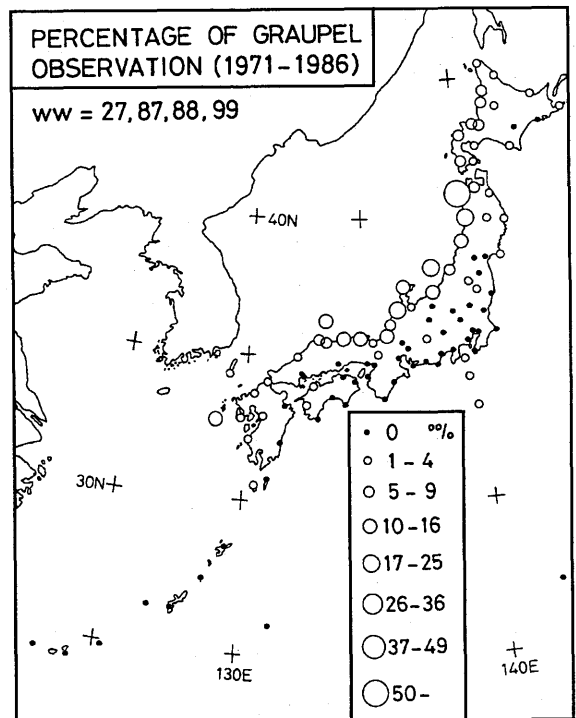 PERCENTAGE OF GRAUPEL
OBSERVATION (1971-1986)
ww = 27, 87, 88, 99
40N
30N
130E
140E
0 °°/₀
1 - 4
5 - 9
10 - 16
17 - 25
26 - 36
37 - 49
50 -